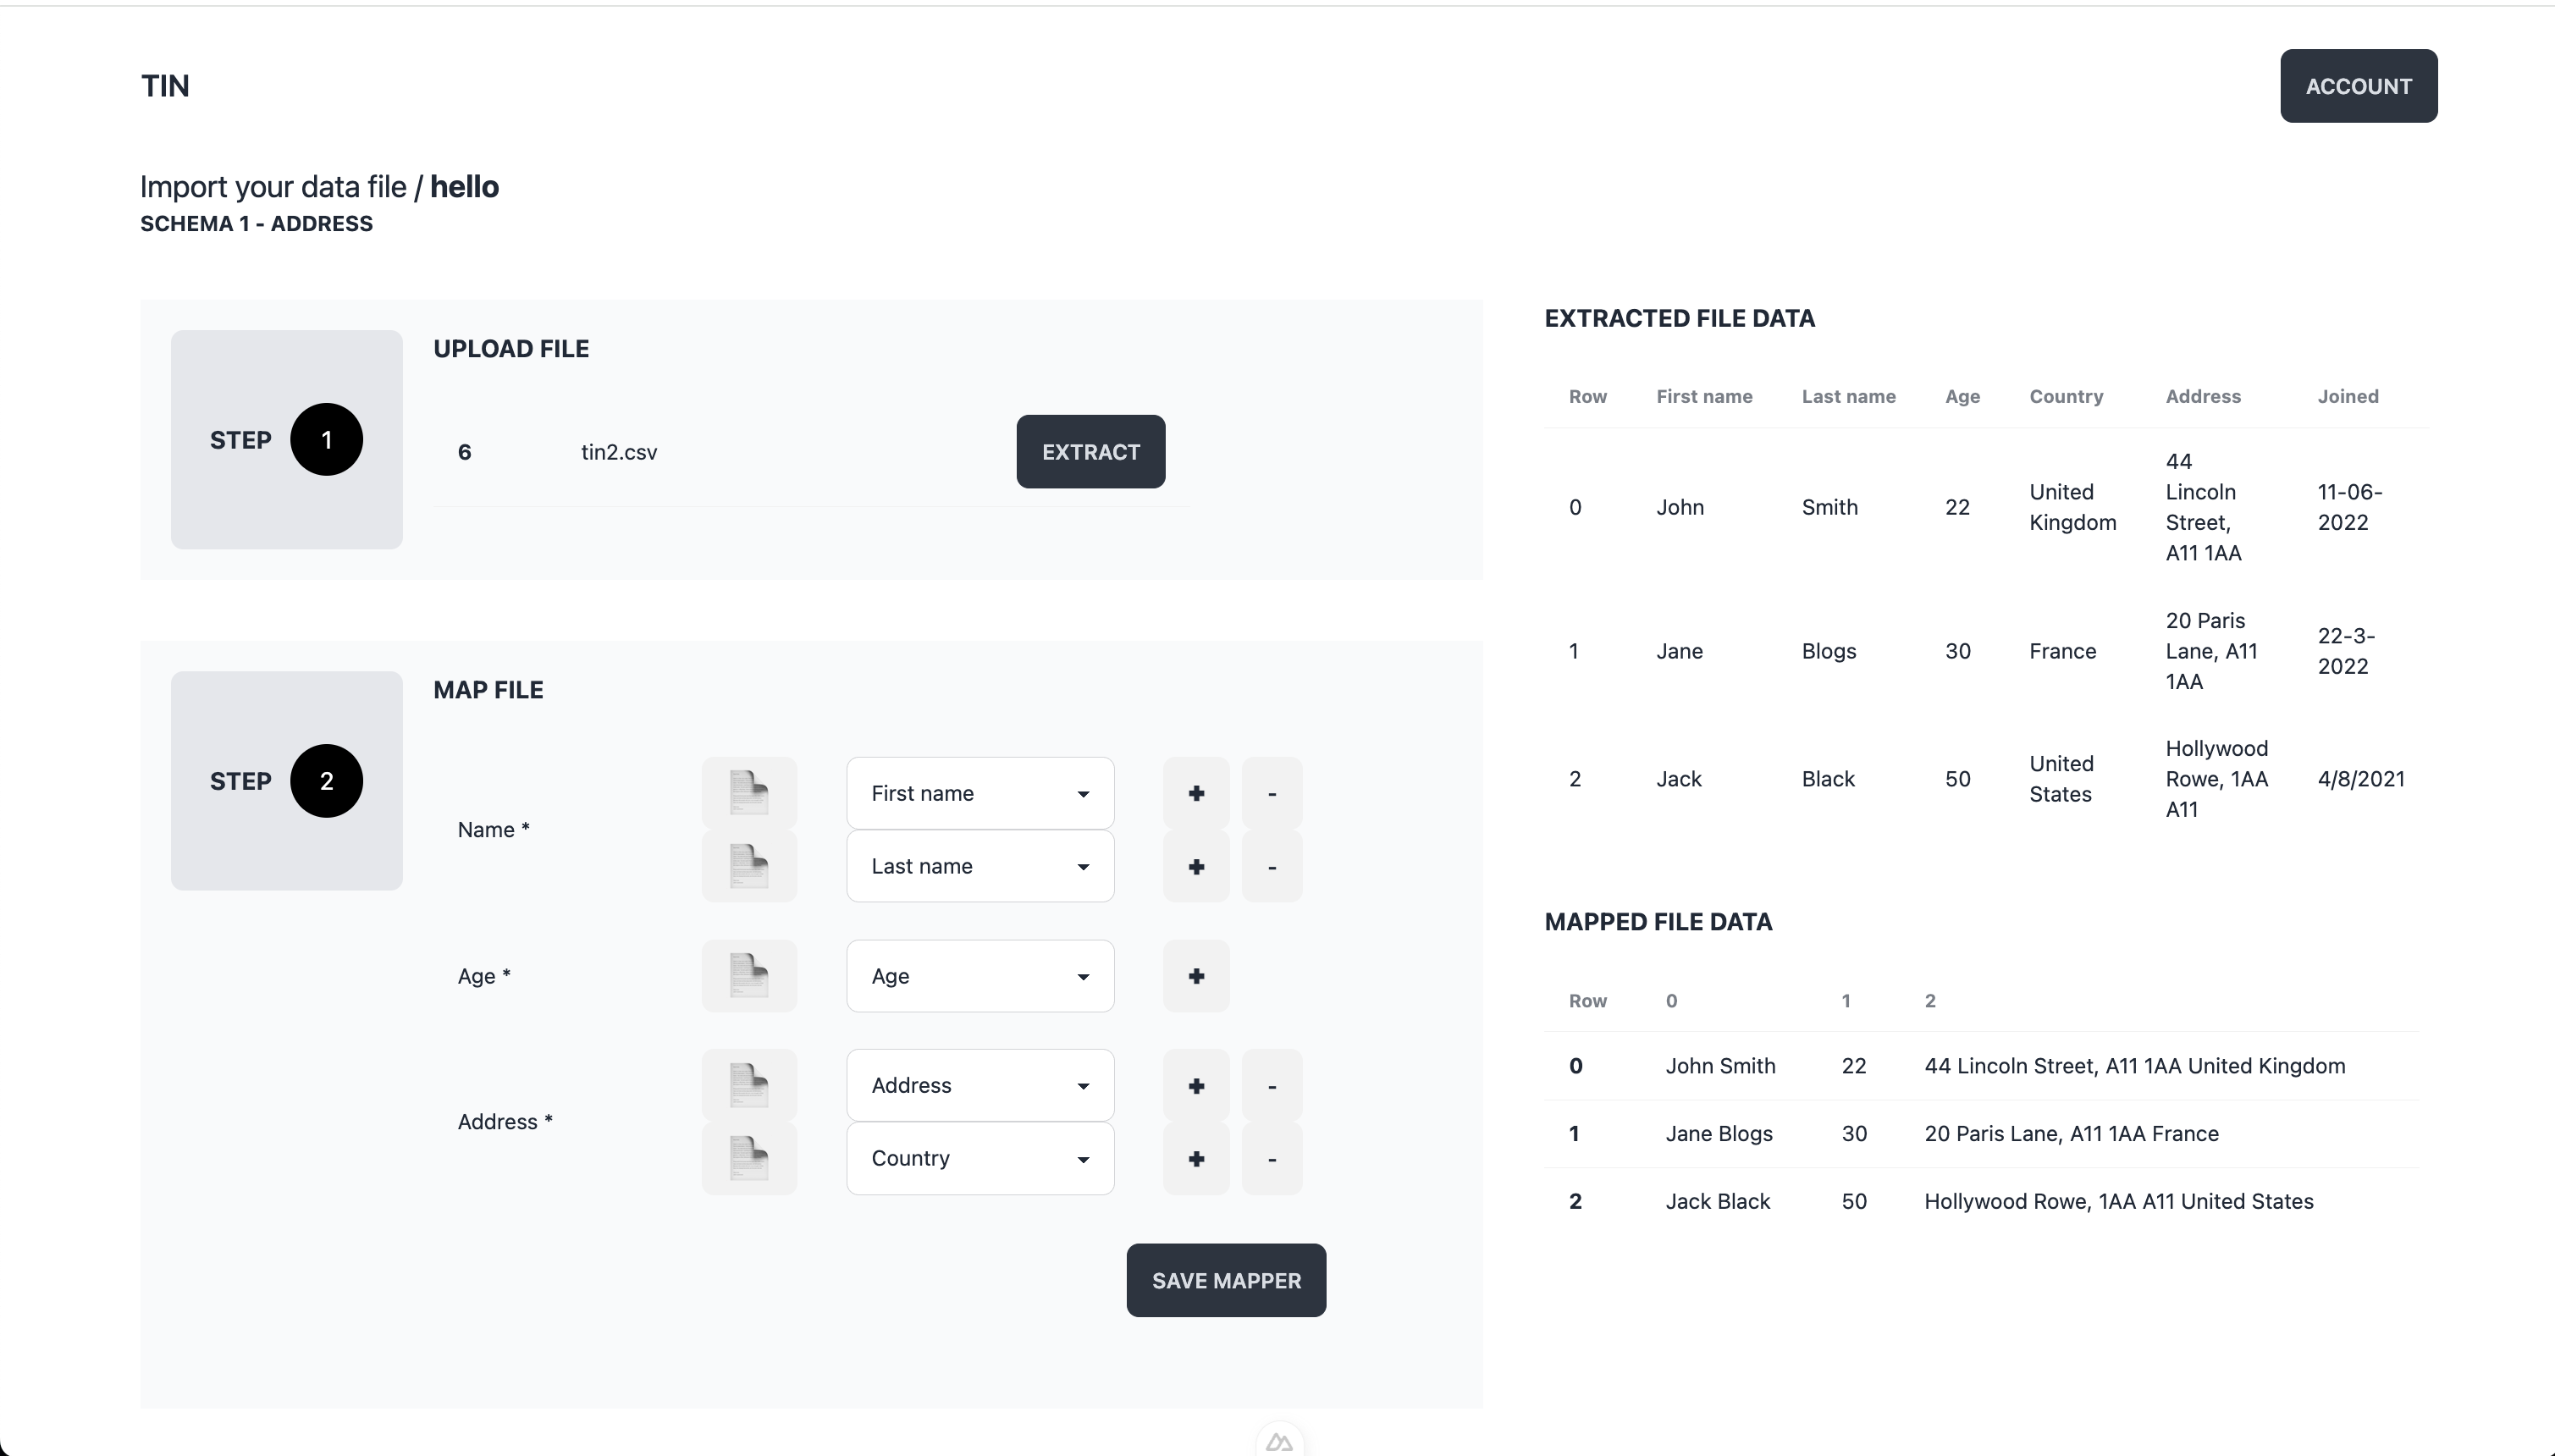 TIN
ACCOUNT
Import your data file / hello
SCHEMA 1 - ADDRESS
UPLOAD FILE
STEP 1
6 tin2.csv EXTRACT
MAP FILE
STEP 2
Name *
First name + -
Last name + -
Age *
Age +
Address *
Address + -
Country + -
SAVE MAPPER
EXTRACTED FILE DATA
Row First name Last name Age Country Address Joined
0 John Smith 22 United Kingdom 44 Lincoln Street, A11 1AA 11-06-2022
1 Jane Blogs 30 France 20 Paris Lane, A11 1AA 22-3-2022
2 Jack Black 50 United States Hollywood Rowe, 1AA A11 4/8/2021
MAPPED FILE DATA
Row 0 1 2
0 John Smith 22 44 Lincoln Street, A11 1AA United Kingdom
1 Jane Blogs 30 20 Paris Lane, A11 1AA France
2 Jack Black 50 Hollywood Rowe, 1AA A11 United States